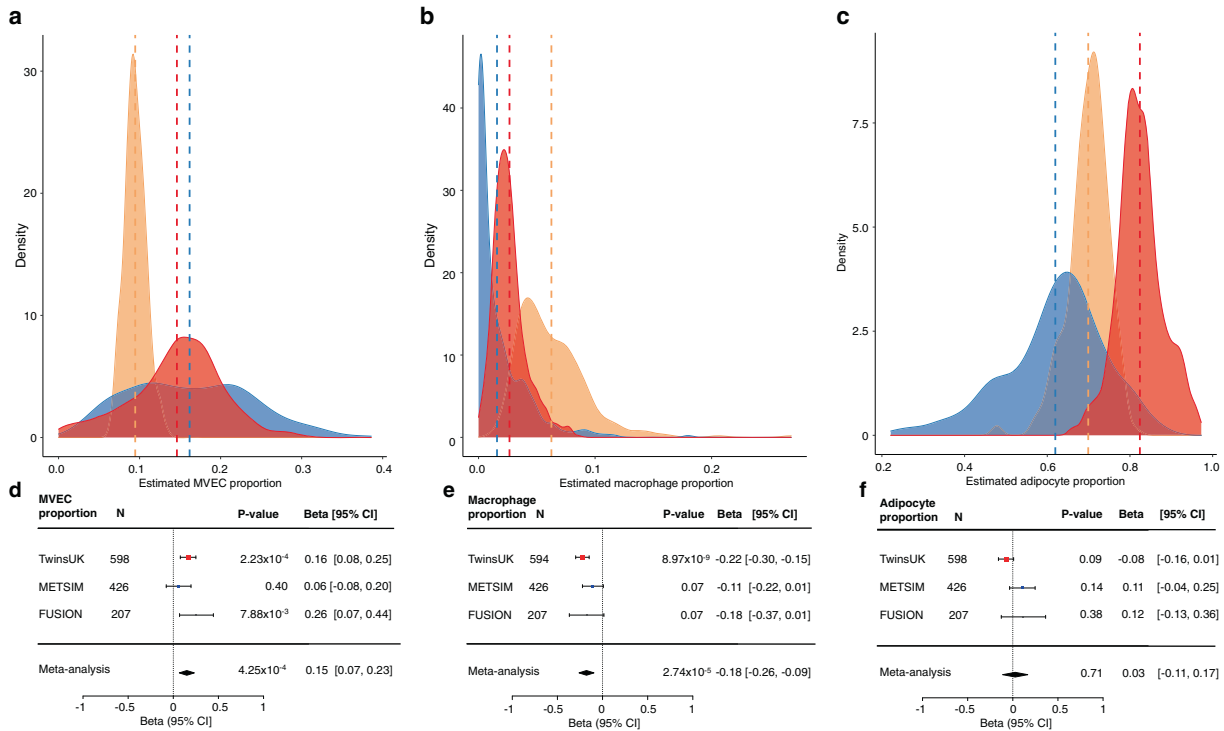 a
30
20
10
0
Density
0.0 0.1 0.2 0.3 0.4
Estimated MVEC proportion
b
40
30
20
10
0
Density
0.0 0.1 0.2
Estimated macrophage proportion
c
7.5
5.0
2.5
0
Density
0.2 0.4 0.6 0.8 1.0
Estimated adipocyte proportion
d
MVEC
proportion N P-value Beta [95% CI]
TwinsUK 598 2.23x10⁻⁴ 0.16 [0.08, 0.25]
METSIM 426 0.40 0.06 [-0.08, 0.20]
FUSION 207 7.88x10⁻³ 0.26 [0.07, 0.44]
Meta-analysis 4.25x10⁻⁴ 0.15 [0.07, 0.23]
-1 -0.5 0 0.5 1
Beta (95% CI]
e
Macrophage
proportion N P-value Beta [95% CI]
TwinsUK 594 8.97x10⁻⁹ -0.22 [-0.30, -0.15]
METSIM 426 0.07 -0.11 [-0.22, 0.01]
FUSION 207 0.07 -0.18 [-0.37, 0.01]
Meta-analysis 2.74x10⁻⁵ -0.18 [-0.26, -0.09]
-1 -0.5 0 0.5 1
Beta (95% CI]
f
Adipocyte
proportion N P-value Beta [95% CI]
TwinsUK 598 0.09 -0.08 [-0.16, 0.01]
METSIM 426 0.14 0.11 [-0.04, 0.25]
FUSION 207 0.38 0.12 [-0.13, 0.36]
Meta-analysis 0.71 0.03 [-0.11, 0.17]
-1 -0.5 0 0.5 1
Beta (95% CI]